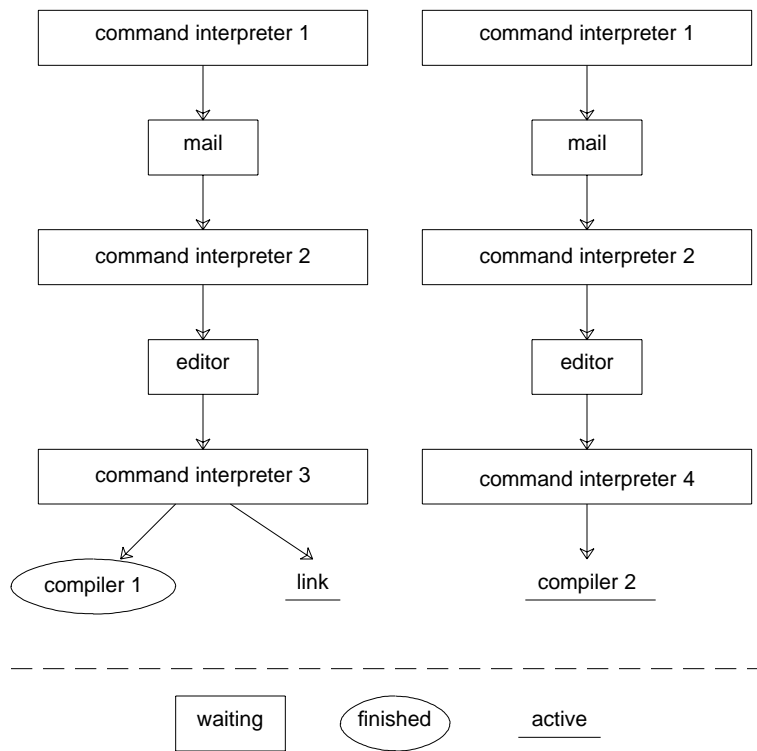 command interpreter 1
mail
command interpreter 2
editor
command interpreter 3
compiler 1
link
command interpreter 1
mail
command interpreter 2
editor
command interpreter 4
compiler 2
waiting
finished
active